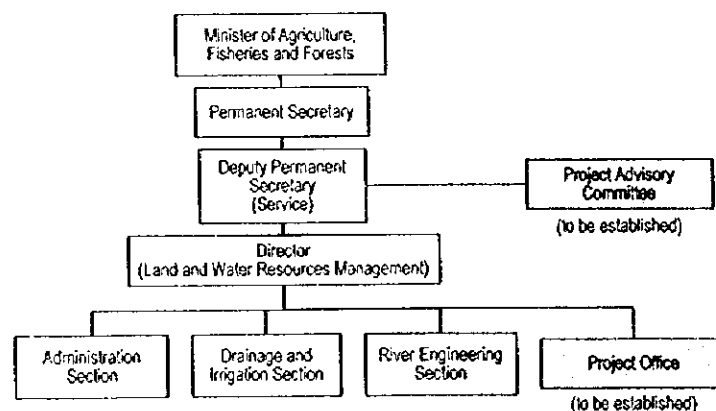 Minister of Agriculture,
Fisheries and Forests
Permanent Secretary
Deputy Permanent
Secretary
(Service)
Project Advisory
Committee
(to be established)
Director
(Land and Water Resources Management)
Administration
Section
Drainage and
Irrigation Section
River Engineering
Section
Project Office
(to be established)